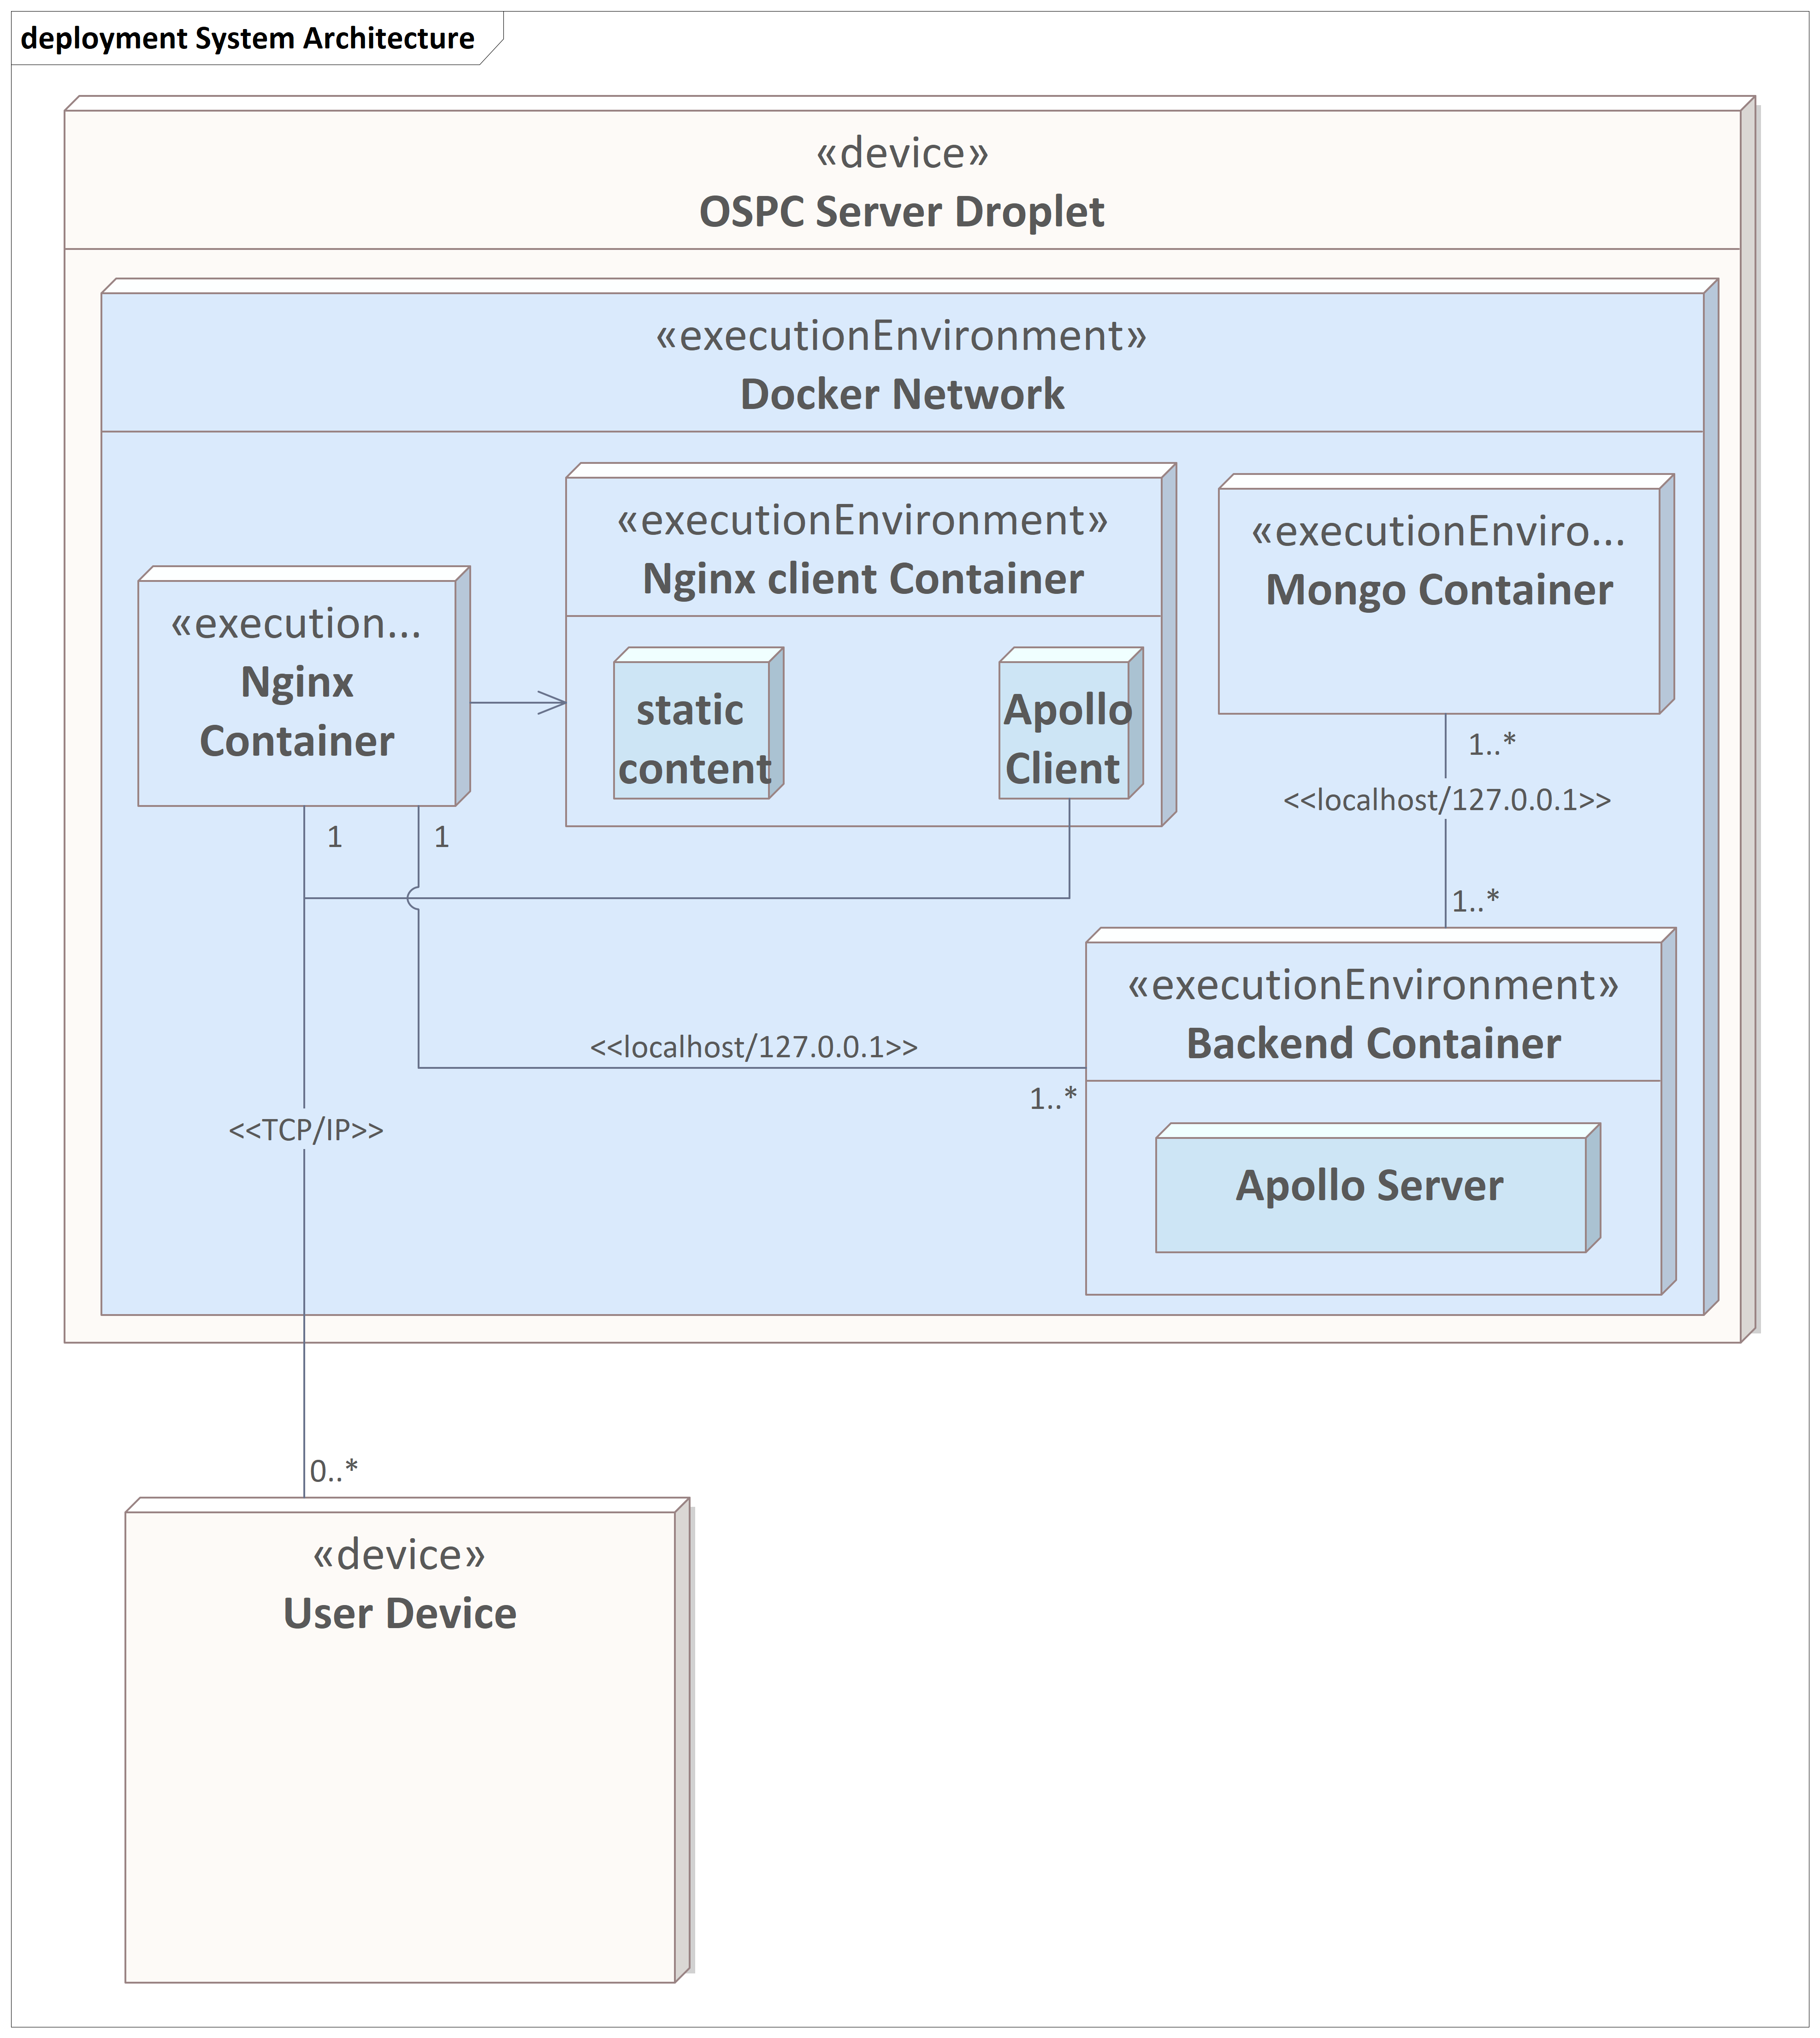 deployment System Architecture
«device»
OSPC Server Droplet
«executionEnvironment»
Docker Network
«executionEnvironment»
Nginx client Container
«executionEnviro...
Mongo Container
«execution...
Nginx
Container
static
content
Apollo
Client
1..*
<<localhost/127.0.0.1>>
1..*
1
1
«executionEnvironment»
Backend Container
<<localhost/127.0.0.1>>
1..*
<<TCP/IP>>
Apollo Server
0..*
«device»
User Device